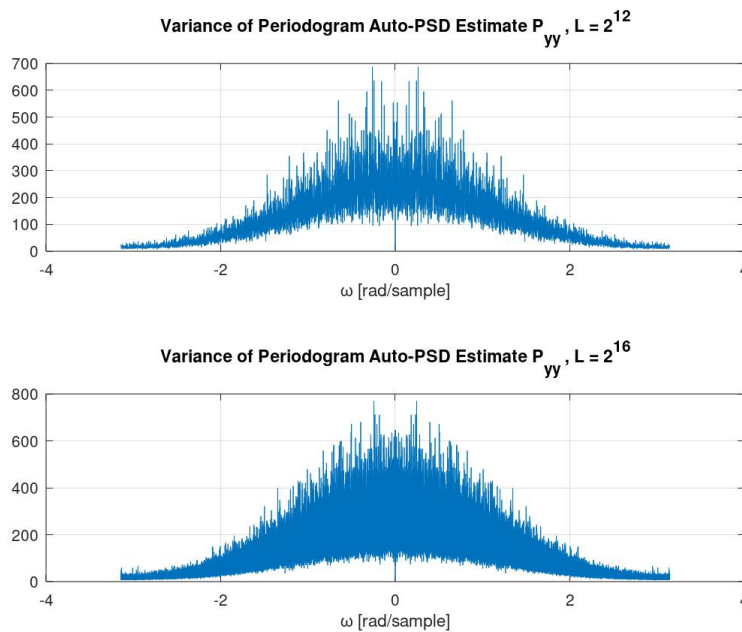 Variance of Periodogram Auto-PSD Estimate P_yy, L = 2^12
700
600
500
400
300
200
100
0
-4 -2 0 2 4
ω [rad/sample]
Variance of Periodogram Auto-PSD Estimate P_yy, L = 2^16
800
600
400
200
0
-4 -2 0 2 4
ω [rad/sample]